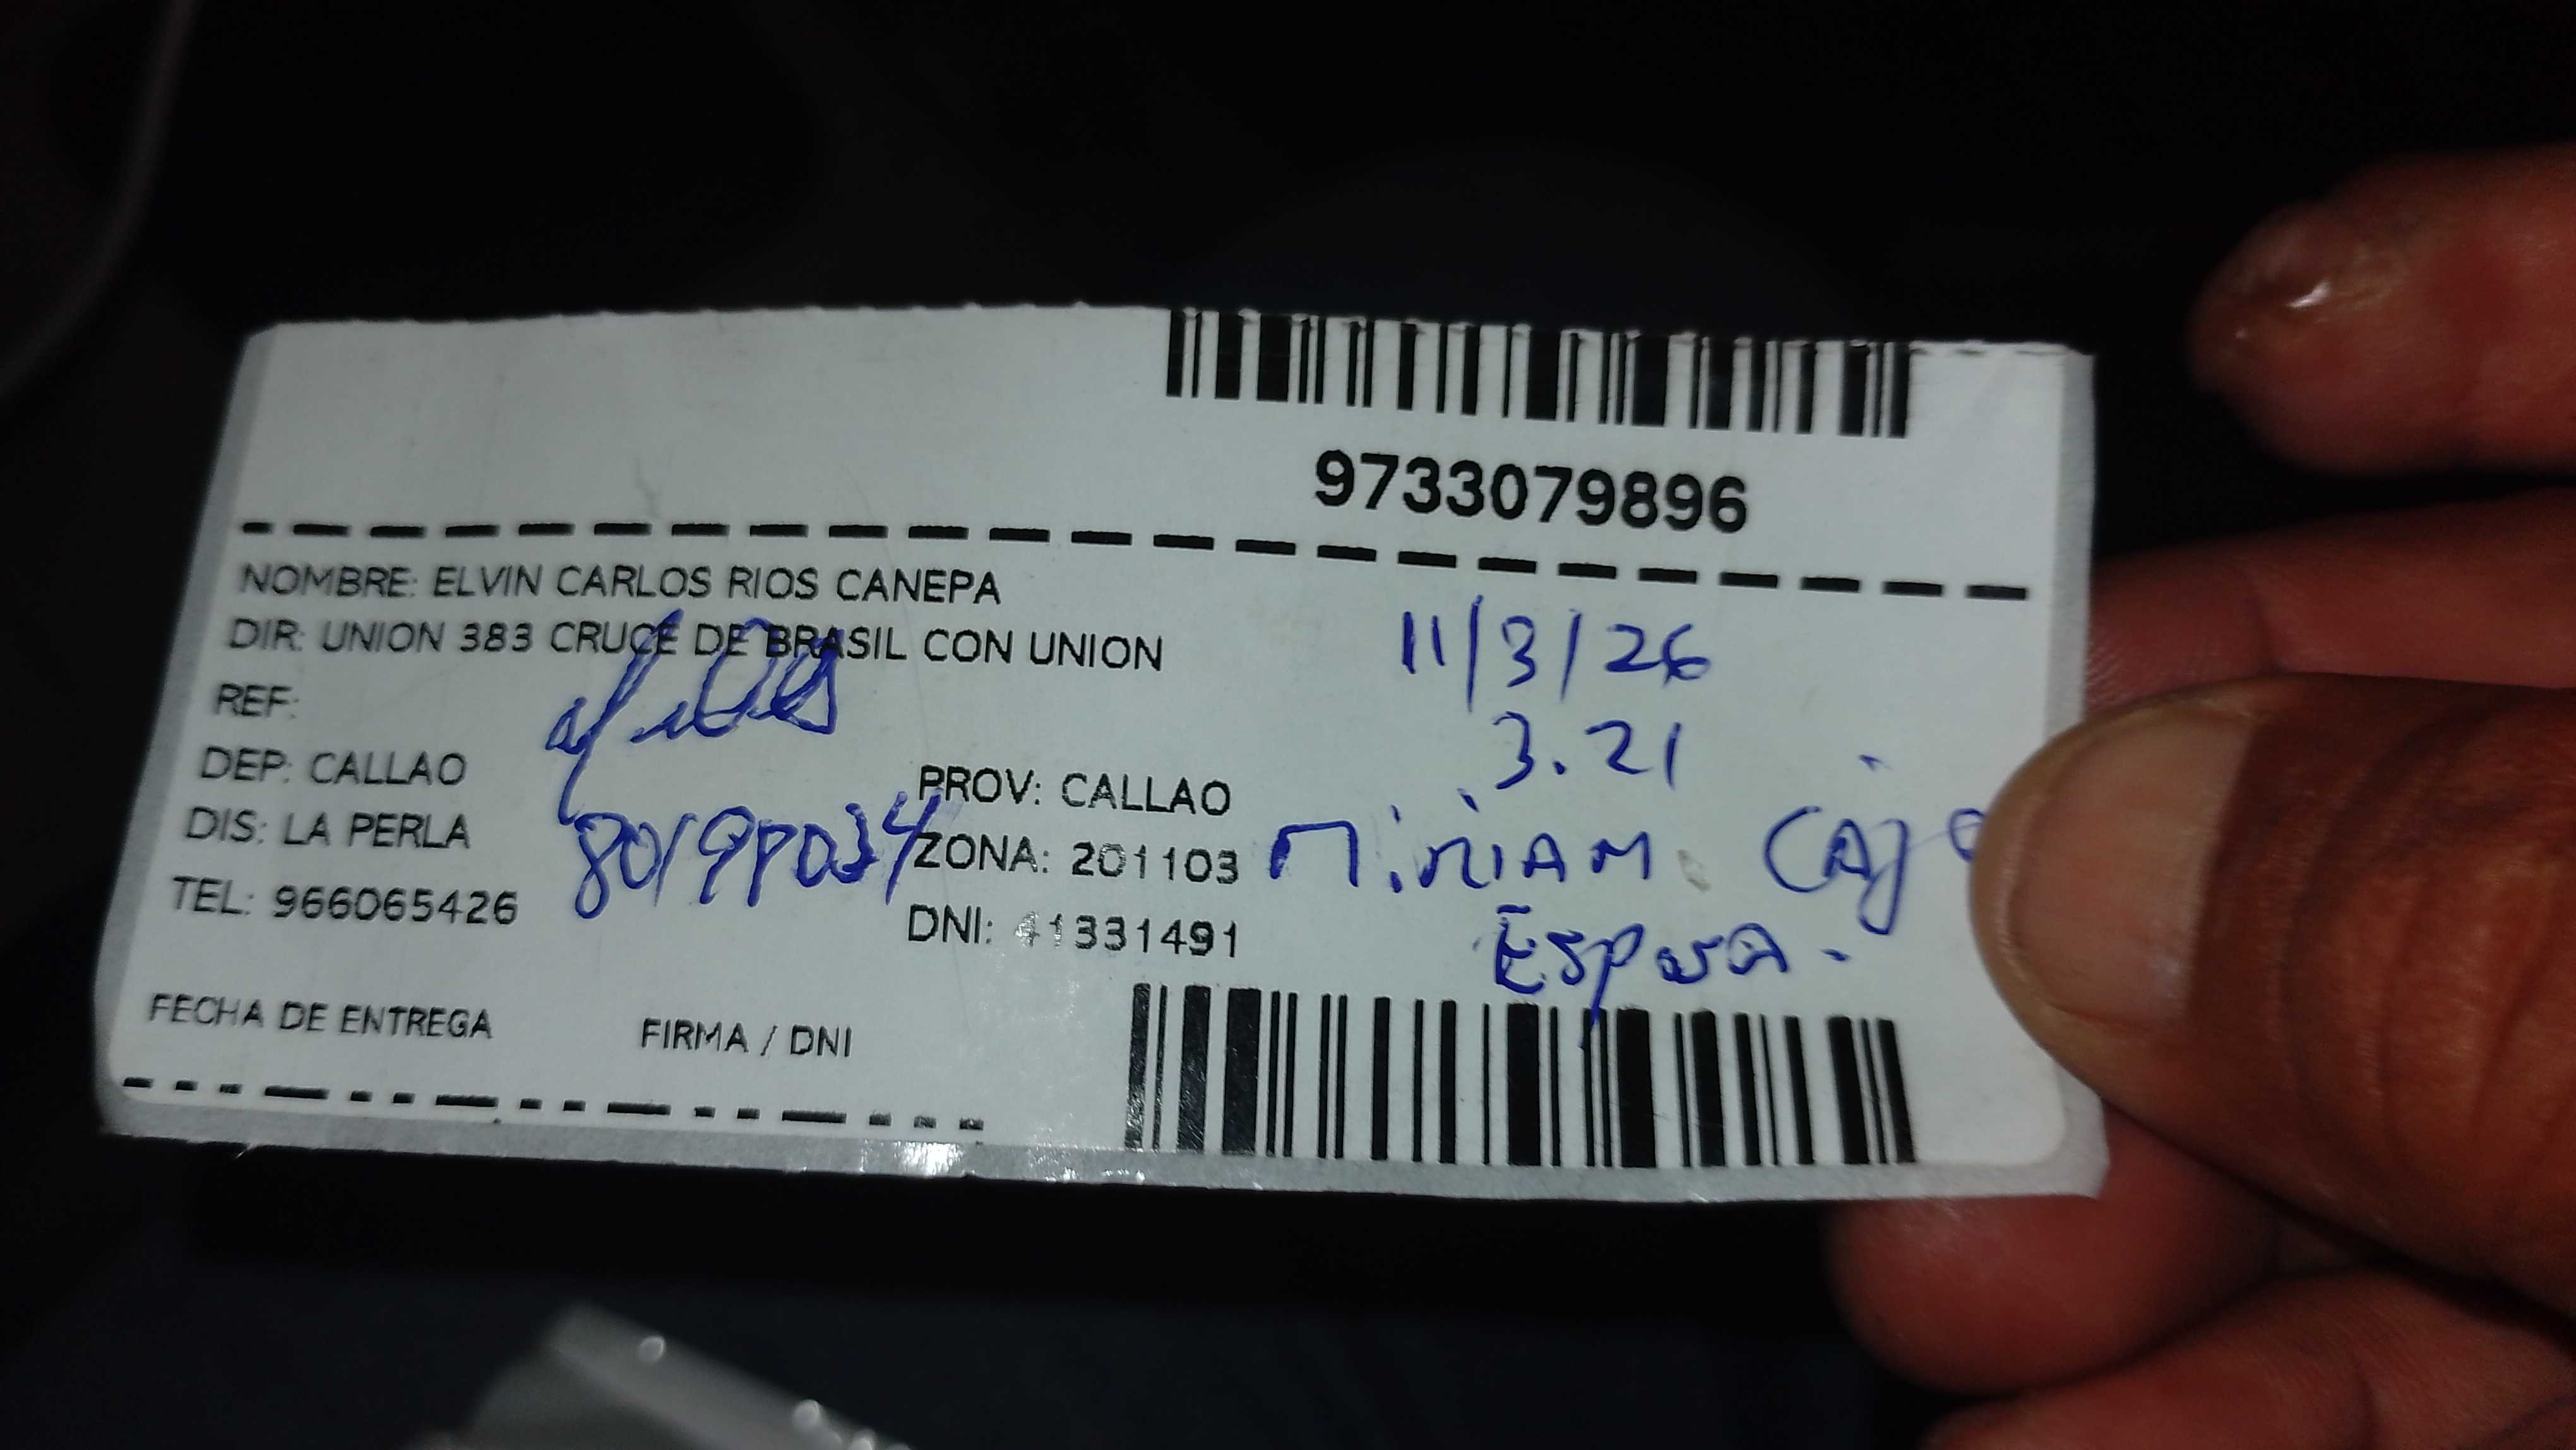 9733079896
NOMBRE: ELVIN CARLOS RIOS CANEPA
DIR: UNION 383 CRUCE DE BRASIL CON UNION
11/3/26
REF:
3.21
DEP: CALLAO
PROV: CALLAO
DIS: LA PERLA
ZONA: 201103
MiRiAM
TEL: 966065426
DNI: 41331491
ESposA.
FECHA DE ENTREGA
FIRMA / DNI